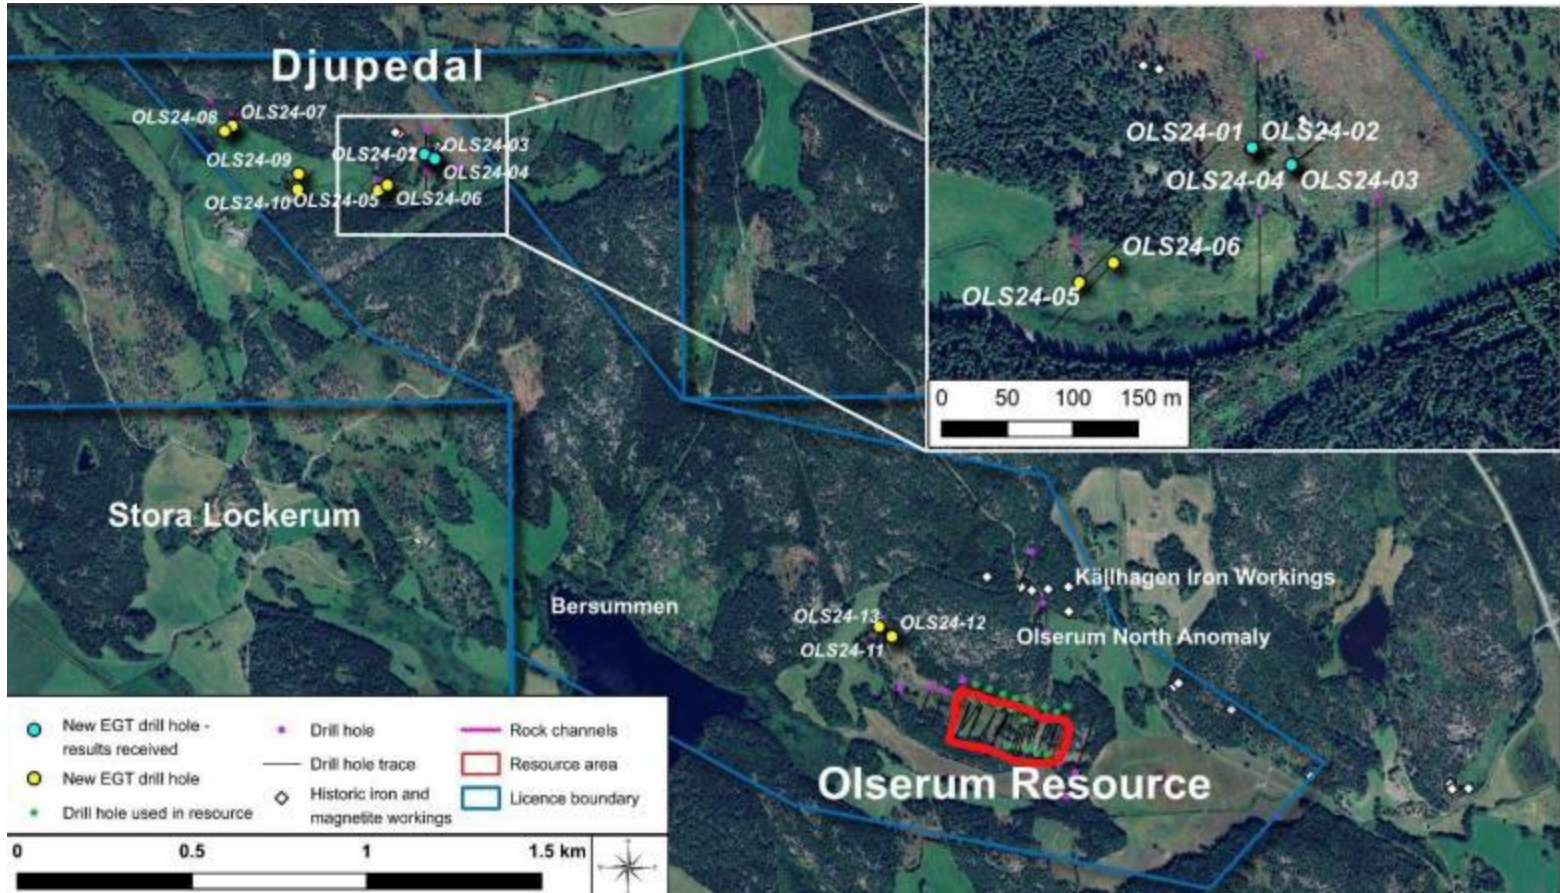 Djupedal
OLS24-08
OLS24-07
OLS24-09
OLS24-02
OLS24-03
OLS24-04
OLS24-10
OLS24-05
OLS24-06
OLS24-01
OLS24-02
OLS24-04
OLS24-03
OLS24-06
OLS24-05
0 50 100 150 m
Stora Lockerum
Bersummen
Källhagen Iron Workings
OLS24-13
OLS24-12
Olserum North Anomaly
OLS24-11
Olserum Resource
New EGT drill hole -
results received
New EGT drill hole
Drill hole used in resource
Drill hole
Drill hole trace
Historic iron and
magnetite workings
Rock channels
Resource area
Licence boundary
0 0.5 1 1.5 km